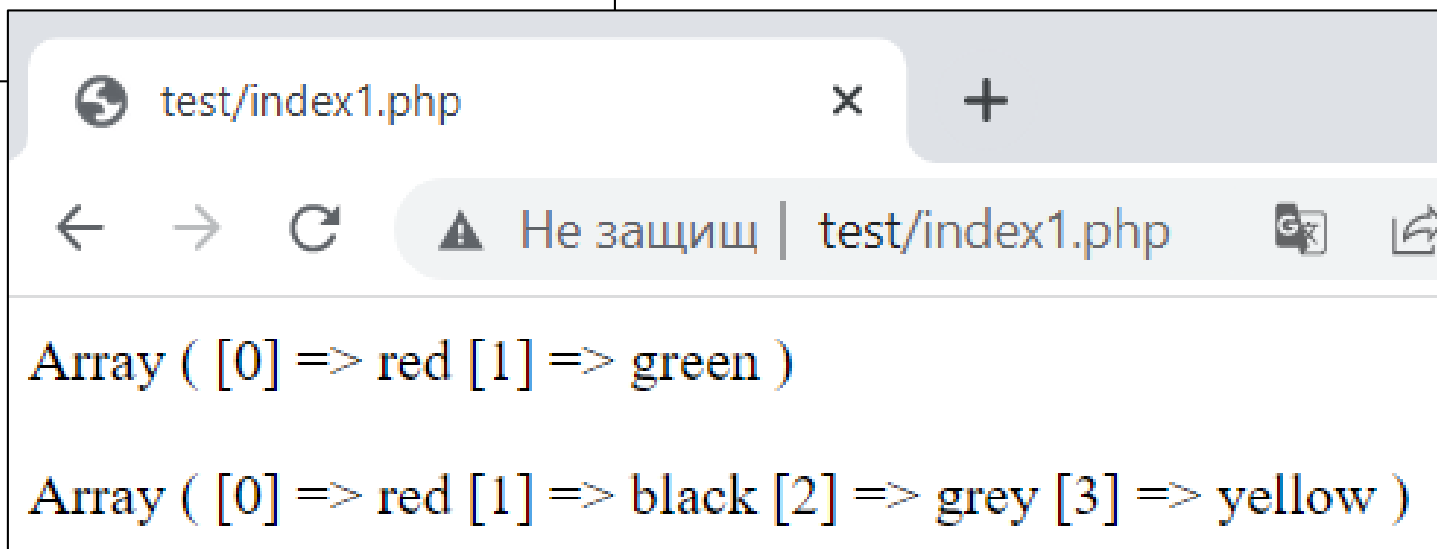 test/index1.php
Не защищ | test/index1.php
Array ( [0] => red [1] => green )
Array ( [0] => red [1] => black [2] => grey [3] => yellow )